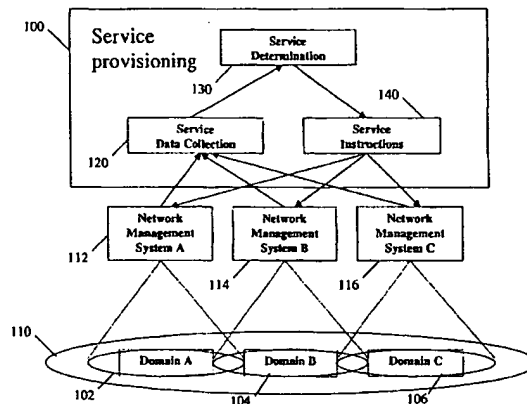 100
Service
provisioning
Service
Determination
130
140
Service
Data Collection
Service
Instructions
120
Network
Management
System A
Network
Management
System B
Network
Management
System C
112
114
116
110
Domain A
Domain B
Domain C
102
104
106